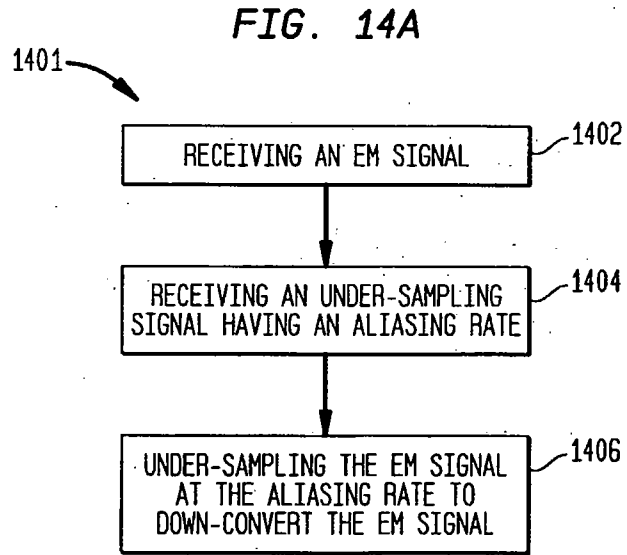 FIG. 14A
1401
RECEIVING AN EM SIGNAL
1402
RECEIVING AN UNDER-SAMPLING
SIGNAL HAVING AN ALIASING RATE
1404
UNDER-SAMPLING THE EM SIGNAL
AT THE ALIASING RATE TO
DOWN-CONVERT THE EM SIGNAL
1406